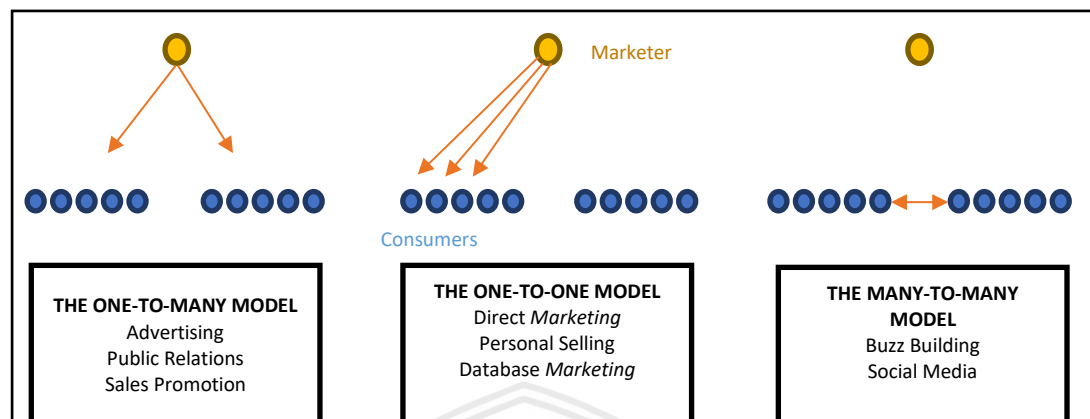 Marketer
Consumers
THE ONE-TO-MANY MODEL
Advertising
Public Relations
Sales Promotion
THE ONE-TO-ONE MODEL
Direct Marketing
Personal Selling
Database Marketing
THE MANY-TO-MANY
MODEL
Buzz Building
Social Media